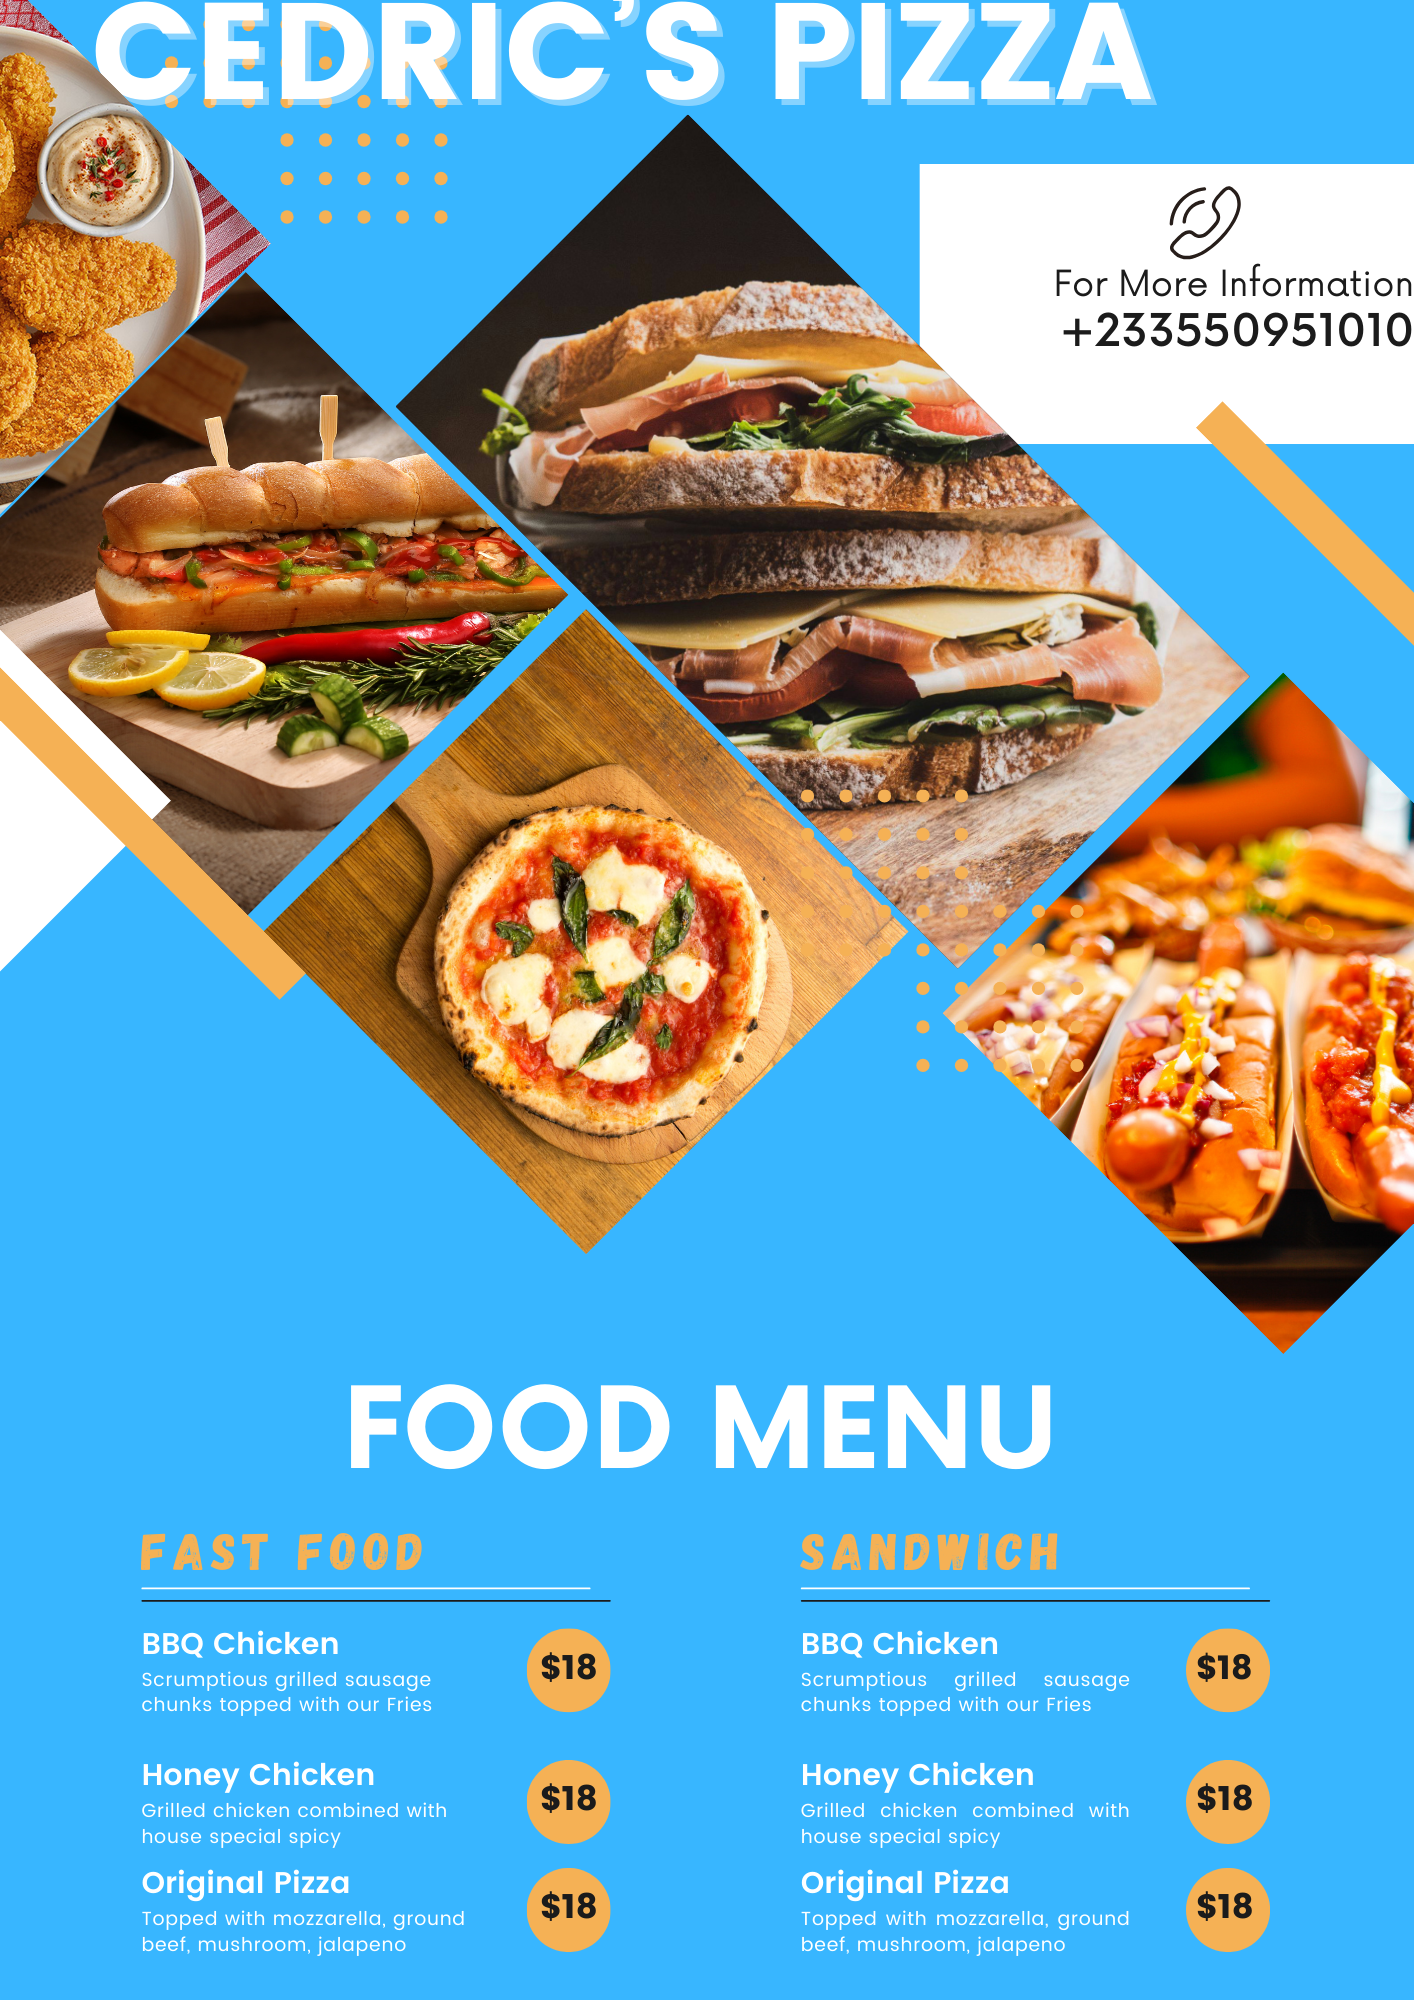 CEDRIC'S PIZZA
For More Information
+233550951010
FOOD MENU
FAST FOOD
BBQ Chicken
Scrumptious grilled sausage
chunks topped with our Fries
$18
Honey Chicken
Grilled chicken combined with
house special spicy
$18
Original Pizza
Topped with mozzarella, ground
beef, mushroom, jalapeno
$18
SANDWICH
BBQ Chicken
Scrumptious grilled sausage
chunks topped with our Fries
$18
Honey Chicken
Grilled chicken combined with
house special spicy
$18
Original Pizza
Topped with mozzarella, ground
beef, mushroom, jalapeno
$18